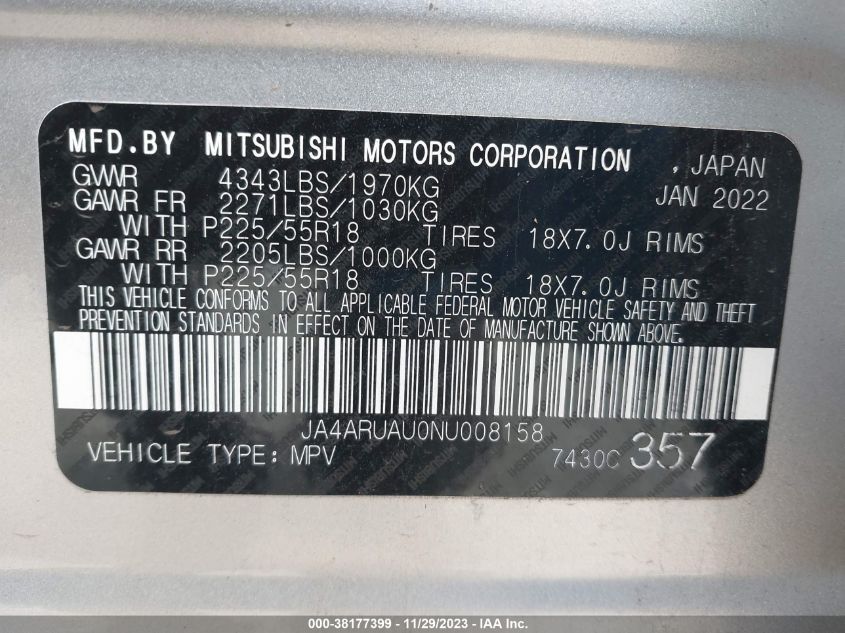 MFD.BY MITSUBISHI MOTORS CORPORATION , JAPAN
GVWR 4343LBS/1970KG JAN 2022
GAWR FR 2271LBS/1030KG
WITH P225/55R18 TIRES 18X7.0J RIMS
GAWR RR 2205LBS/1000KG
WITH P225/55R18 TIRES 18X7.0J RIMS
THIS VEHICLE CONFORMS TO ALL APPLICABLE FEDERAL MOTOR VEHICLE SAFETY AND THEFT
PREVENTION STANDARDS IN EFFECT ON THE DATE OF MANUFACTURE SHOWN ABOVE.
JA4ARUAU0NU008158
VEHICLE TYPE: MPV 7430C 357
000-38177399 - 11/29/2023 - IAA Inc.